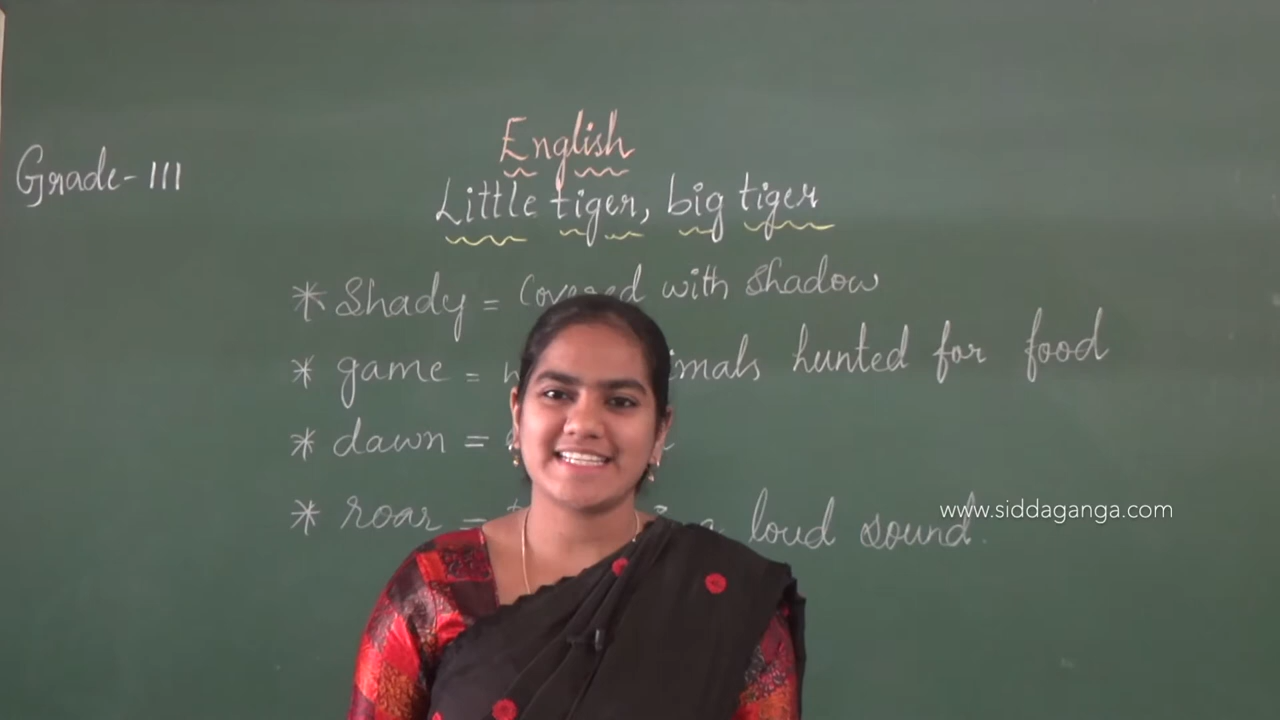 English
Grade-III
Little tiger, big tiger
* Shady = covered with shadow
* game = hunted for food
* dawn =
* roar = a loud sound.
www.siddaganga.com